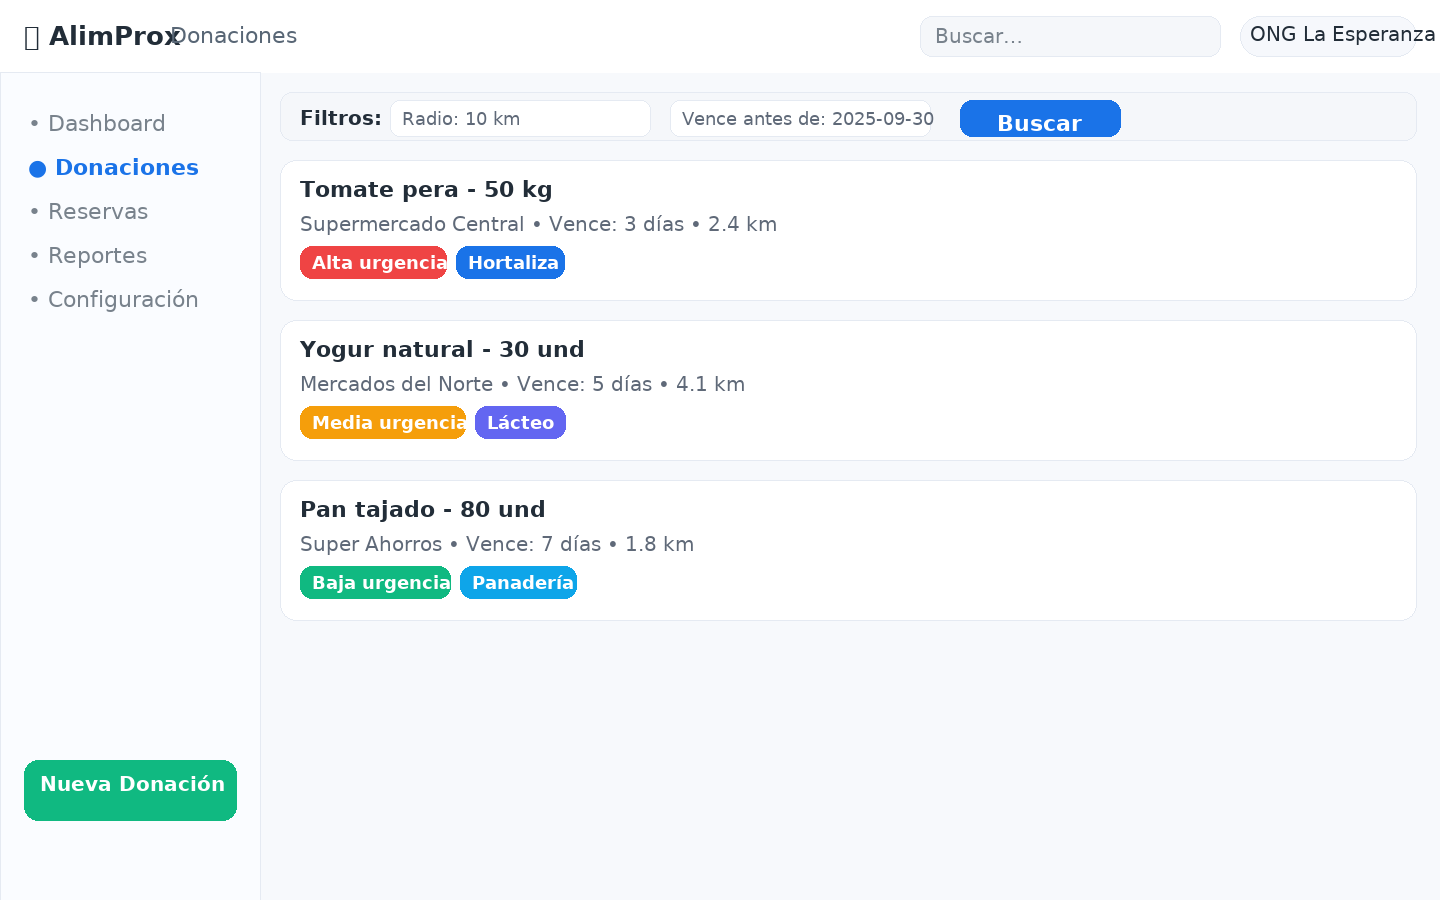 AlimProx Donaciones Buscar... ONG La Esperanza
• Dashboard
● Donaciones
• Reservas
• Reportes
• Configuración
Nueva Donación
Filtros: Radio: 10 km Vence antes de: 2025-09-30 Buscar
Tomate pera - 50 kg
Supermercado Central • Vence: 3 días • 2.4 km
Alta urgencia Hortaliza
Yogur natural - 30 und
Mercados del Norte • Vence: 5 días • 4.1 km
Media urgencia Lácteo
Pan tajado - 80 und
Super Ahorros • Vence: 7 días • 1.8 km
Baja urgencia Panadería